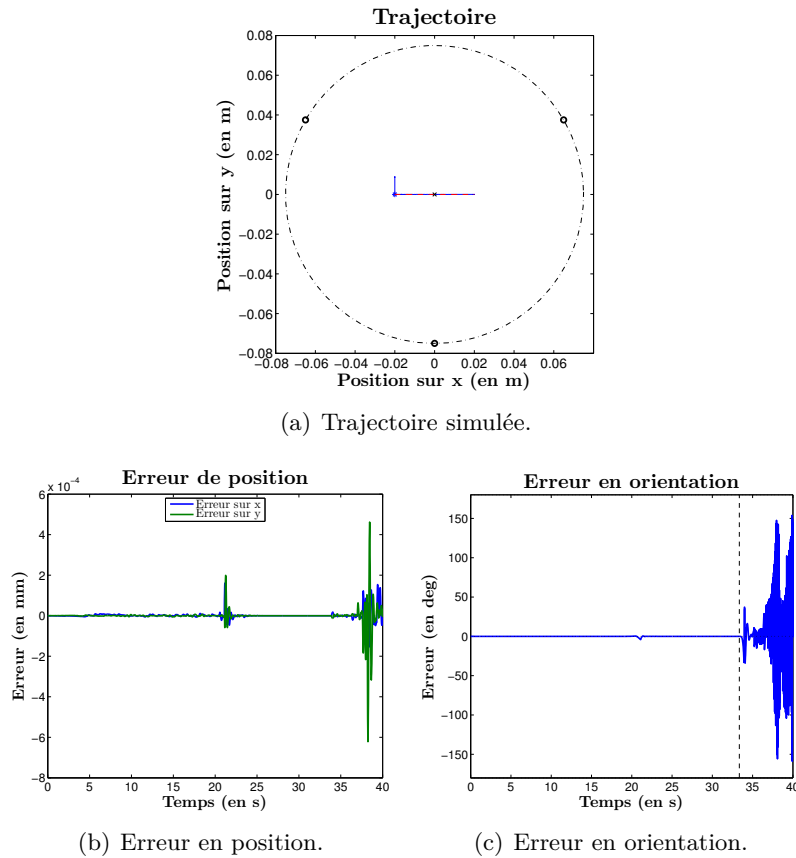 Trajectoire
0.08
0.06
0.04
0.02
0
−0.02
−0.04
−0.06
−0.08
Position sur y (en m)
−0.08 −0.06 −0.04 −0.02 0 0.02 0.04 0.06
Position sur x (en m)
(a) Trajectoire simulée.
Erreur de position
x 10−4
6
4
2
0
−2
−4
−6
−8
Erreur (en mm)
Erreur sur x
Erreur sur y
0 5 10 15 20 25 30 35 40
Temps (en s)
(b) Erreur en position.
Erreur en orientation
150
100
50
0
−50
−100
−150
Erreur (en deg)
0 5 10 15 20 25 30 35 40
Temps (en s)
(c) Erreur en orientation.